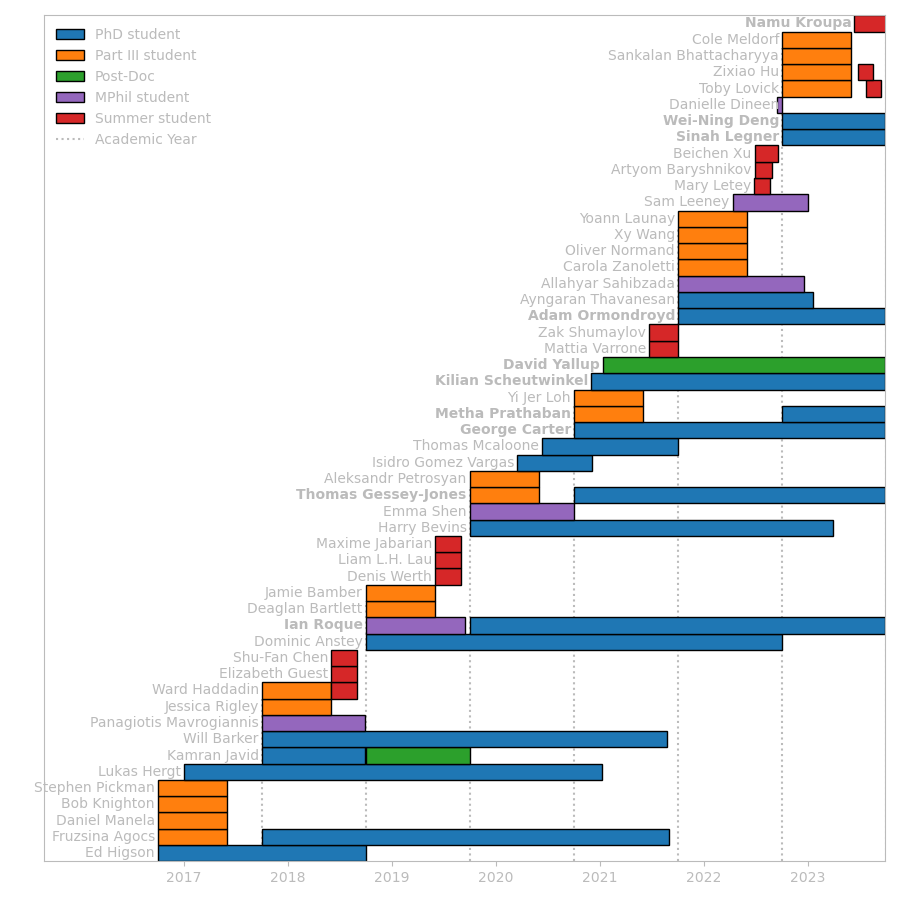 Namu Kroupa
PhD student
Cole Meldorf
Part III student
Sankalan Bhattacharyya
Post-Doc
Zixiao Hu
Toby Lovick
MPhil student
Danielle Dineen
Summer student
Wei-Ning Deng
Academic Year
Sinah Legner
Beichen Xu
Artyom Baryshnikov
Mary Letey
Sam Leeney
Yoann Launay
Xy Wang
Oliver Normand
Carola Zanoletti
Allahyar Sahibzada
Ayngaran Thavanesan
Adam Ormondroyd
Zak Shumaylov
Mattia Varrone
David Yallup
Kilian Scheutwinkel
Yi Jer Loh
Metha Prathaban
George Carter
Thomas Mcaloone
Isidro Gomez Vargas
Aleksandr Petrosyan
Thomas Gessey-Jones
Emma Shen
Harry Bevins
Maxime Jabarian
Liam L.H. Lau
Denis Werth
Jamie Bamber
Deaglan Bartlett
Ian Roque
Dominic Anstey
Shu-Fan Chen
Elizabeth Guest
Ward Haddadin
Jessica Rigley
Panagiotis Mavrogiannis
Will Barker
Kamran Javid
Lukas Hergt
Stephen Pickman
Bob Knighton
Daniel Manela
Fruzsina Agocs
Ed Higson
2017 2018 2019 2020 2021 2022 2023